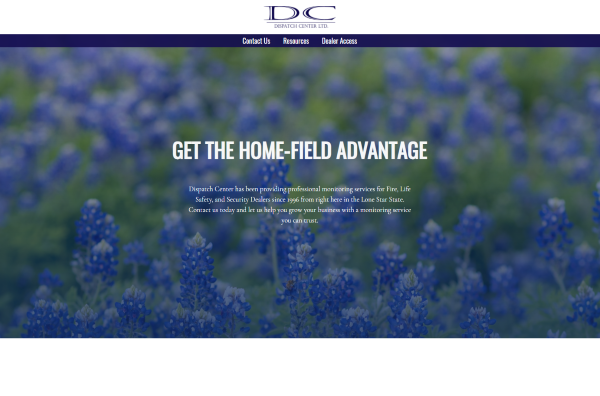 DC
DISPATCH CENTER LTD.
Contact Us Resources Dealer Access
GET THE HOME-FIELD ADVANTAGE
Dispatch Center has been providing professional monitoring services for Fire, Life
Safety, and Security Dealers since 1996 from right here in the Lone Star State.
Contact us today and let us help you grow your business with a monitoring service
you can trust.